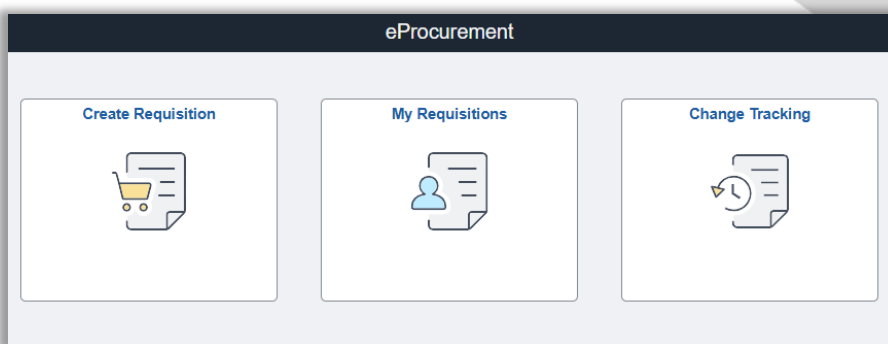 eProcurement
Create Requisition
My Requisitions
Change Tracking